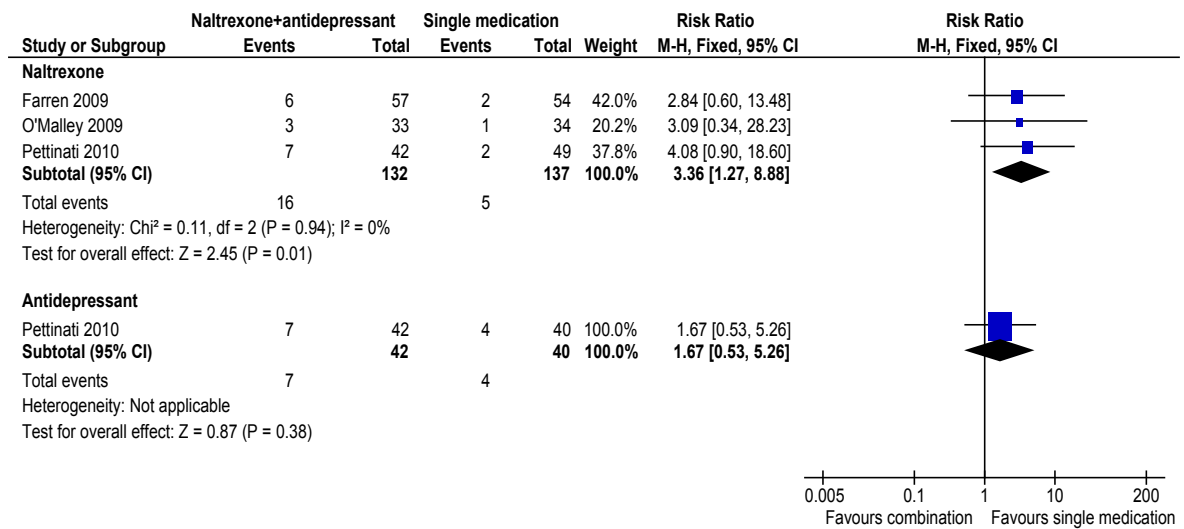 Naltrexone+antidepressant Single medication Risk Ratio Risk Ratio
Study or Subgroup Events Total Events Total Weight M-H, Fixed, 95% CI M-H, Fixed, 95% CI
Naltrexone
Farren 2009 6 57 2 54 42.0% 2.84 [0.60, 13.48]
O'Malley 2009 3 33 1 34 20.2% 3.09 [0.34, 28.23]
Pettinati 2010 7 42 2 49 37.8% 4.08 [0.90, 18.60]
Subtotal (95% CI) 132 137 100.0% 3.36 [1.27, 8.88]
Total events 16 5
Heterogeneity: Chi² = 0.11, df = 2 (P = 0.94); I² = 0%
Test for overall effect: Z = 2.45 (P = 0.01)
Antidepressant
Pettinati 2010 7 42 4 40 100.0% 1.67 [0.53, 5.26]
Subtotal (95% CI) 42 40 100.0% 1.67 [0.53, 5.26]
Total events 7 4
Heterogeneity: Not applicable
Test for overall effect: Z = 0.87 (P = 0.38)
0.005 0.1 1 10 200
Favours combination Favours single medication